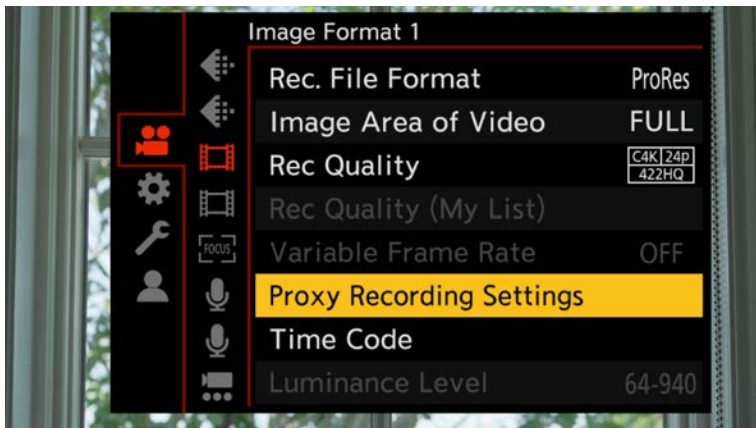 Image Format 1
Rec. File Format ProRes
Image Area of Video FULL
Rec Quality C4K 24p 422HQ
Rec Quality (My List)
Variable Frame Rate OFF
Proxy Recording Settings
FOCUS
Time Code
Luminance Level 64-940